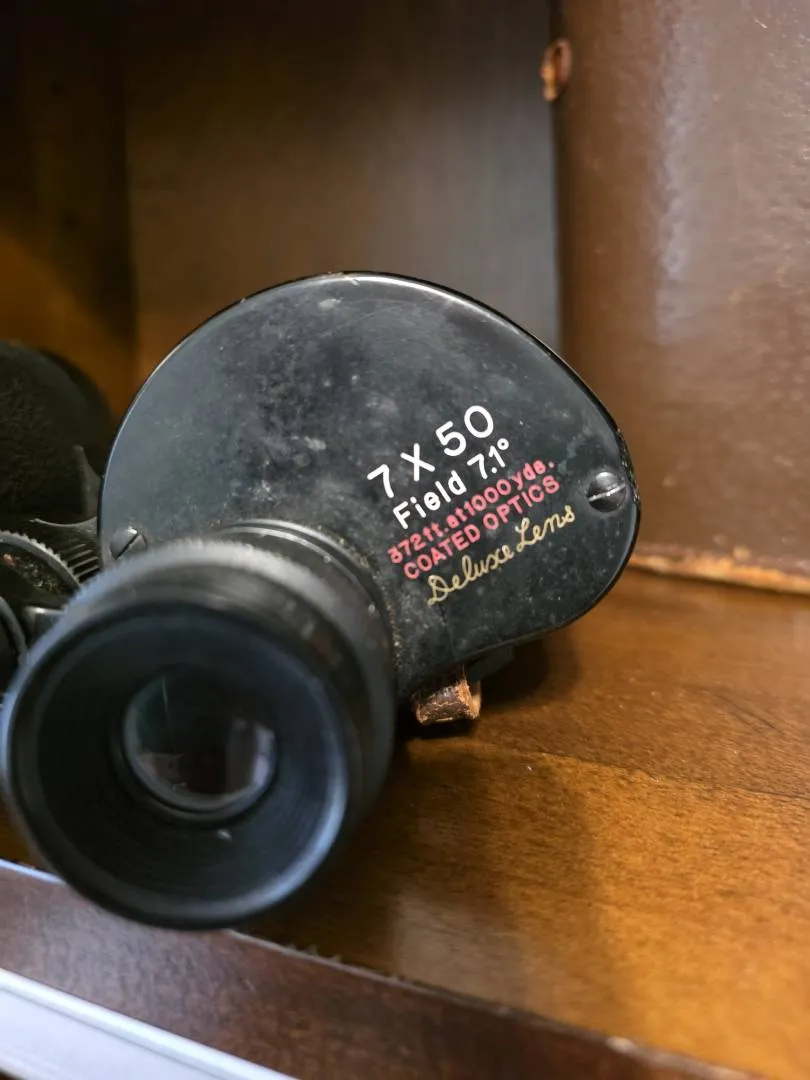 7 X 50
Field 7.1°
372ft.at1000yds.
COATED OPTICS
Deluxe Lens